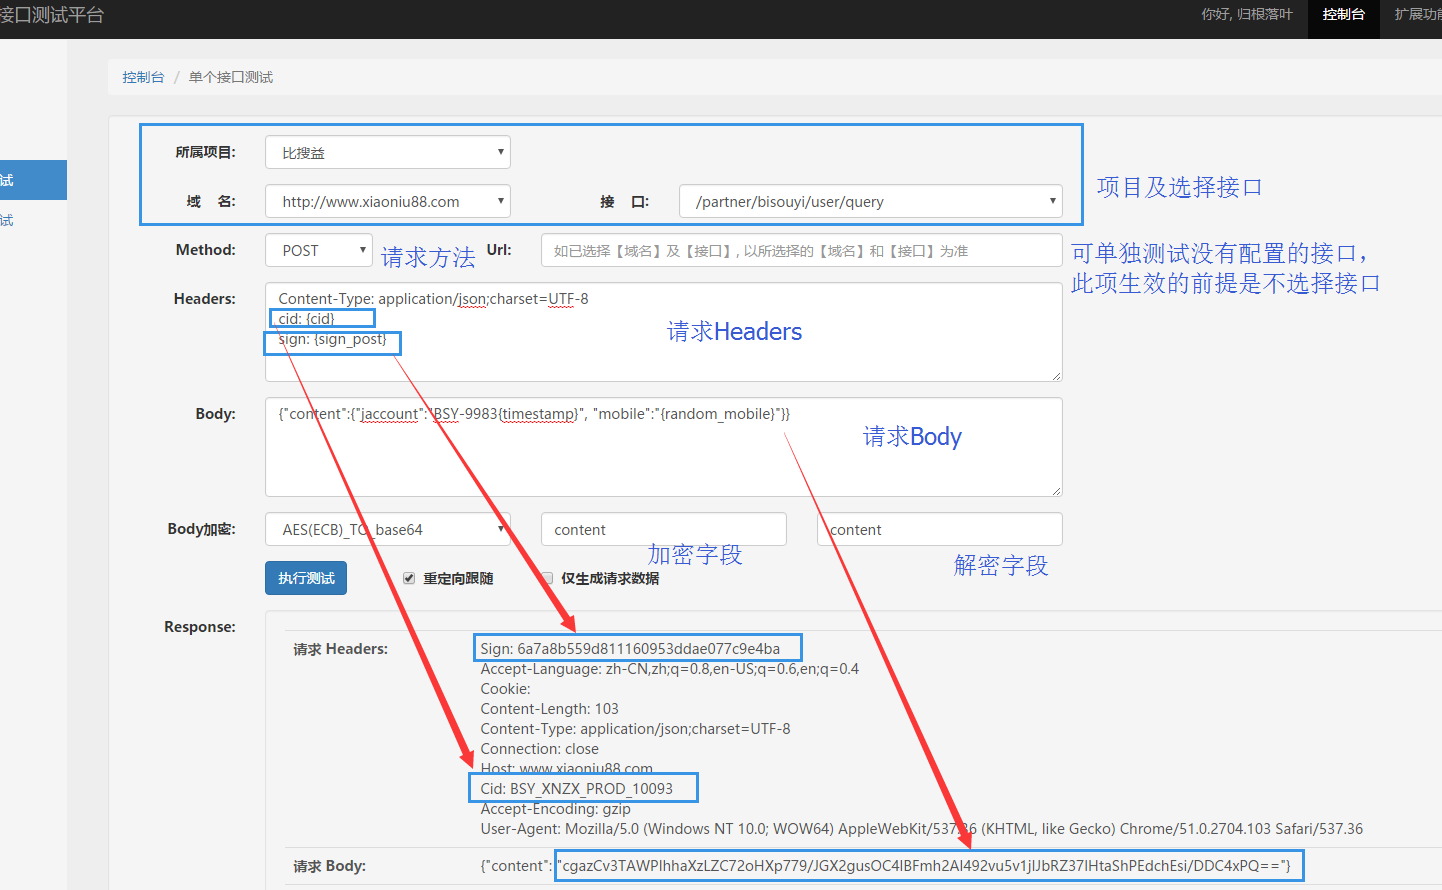 接口测试平台
你好, 归根落叶 控制台 扩展功能
控制台 / 单个接口测试
试
试
所属项目: 比搜益
域 名: http://www.xiaoniu88.com 接 口: /partner/bisouyi/user/query
项目及选择接口
Method: POST 请求方法 Url: 如已选择【域名】及【接口】, 以所选择的【域名】和【接口】为准
可单独测试没有配置的接口，
此项生效的前提是不选择接口
Headers: Content-Type: application/json;charset=UTF-8
cid: {cid}
sign: {sign_post}
请求Headers
Body: {"content":{"jaccount":"BSY-9983{timestamp}", "mobile":"{random_mobile}"}}
请求Body
Body加密: AES(ECB)_TO_base64 content content
加密字段 解密字段
执行测试 重定向跟随 仅生成请求数据
Response:
请求 Headers: Sign: 6a7a8b559d811160953ddae077c9e4ba
Accept-Language: zh-CN,zh;q=0.8,en-US;q=0.6,en;q=0.4
Cookie:
Content-Length: 103
Content-Type: application/json;charset=UTF-8
Connection: close
Host: www.xiaoniu88.com
Cid: BSY_XNZX_PROD_10093
Accept-Encoding: gzip
User-Agent: Mozilla/5.0 (Windows NT 10.0; WOW64) AppleWebKit/537.36 (KHTML, like Gecko) Chrome/51.0.2704.103 Safari/537.36
请求 Body: {"content": "cgazCv3TAWPIhhaXzLZC72oHXp779/JGX2gusOC4IBFmh2AI492vu5v1jIJbRZ37IHtaShPEdchEsi/DDC4xPQ=="}